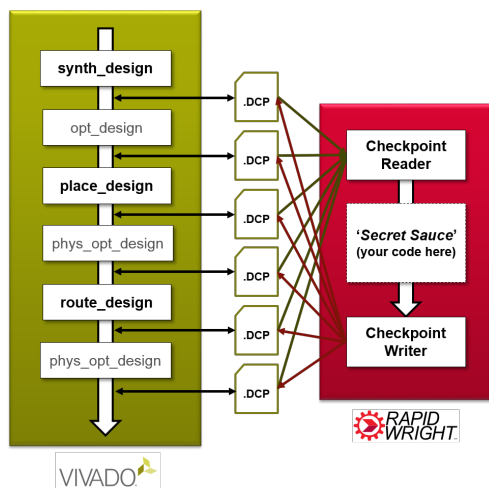 synth_design
opt_design
place_design
phys_opt_design
route_design
phys_opt_design
.DCP
.DCP
.DCP
.DCP
.DCP
.DCP
Checkpoint
Reader
'Secret Sauce'
(your code here)
Checkpoint
Writer
VIVADO
RAPID
WRIGHT